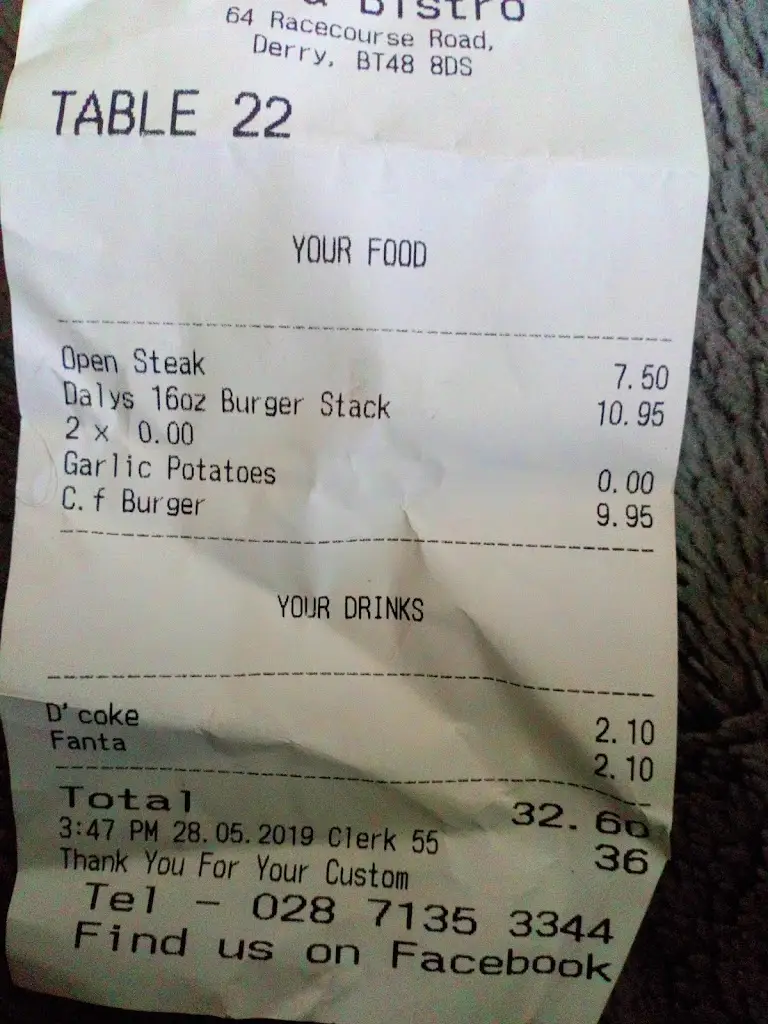 Bistro
64 Racecourse Road,
Derry, BT48 8DS
TABLE 22
YOUR FOOD
Open Steak 7.50
Dalys 16oz Burger Stack 10.95
2 x 0.00
Garlic Potatoes 0.00
C.f Burger 9.95
YOUR DRINKS
D'coke 2.10
Fanta 2.10
Total 32.60
3:47 PM 28.05.2019 Clerk 55 36
Thank You For Your Custom
Tel - 028 7135 3344
Find us on Facebook